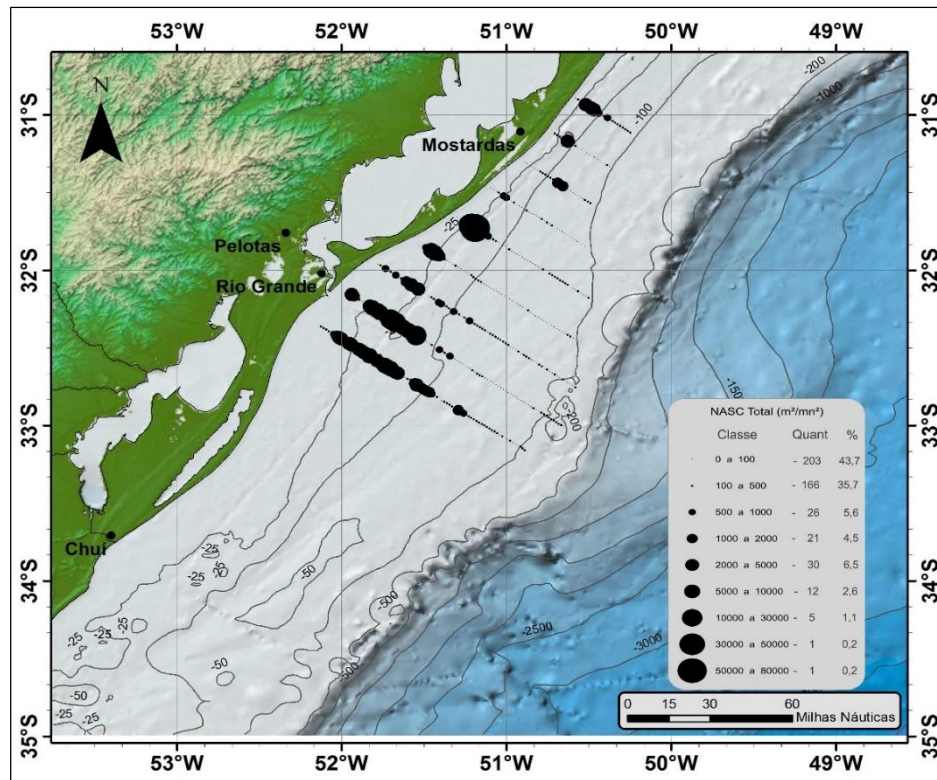 53°W 52°W 51°W 50°W 49°W
31°S 31°S
N
-200
-1000
-100
Mostardas
-25
Pelotas
32°S 32°S
Rio Grande
-1500
-200
33°S 33°S
NASC Total (m²/mn²)
Classe Quant %
0 a 100 - 203 43,7
100 a 500 - 166 35,7
500 a 1000 - 26 5,6
1000 a 2000 - 21 4,5
2000 a 5000 - 30 6,5
5000 a 10000 - 12 2,6
10000 a 30000 - 5 1,1
30000 a 50000 - 1 0,2
50000 a 80000 - 1 0,2
Chuí
-25
-25
-25
-25
-50
34°S 34°S
-500
-25
-25
-25
-2500
-3000
-50
-500
-50
-25
-25
0 15 30 60
Milhas Náuticas
35°S 35°S
53°W 52°W 51°W 50°W 49°W